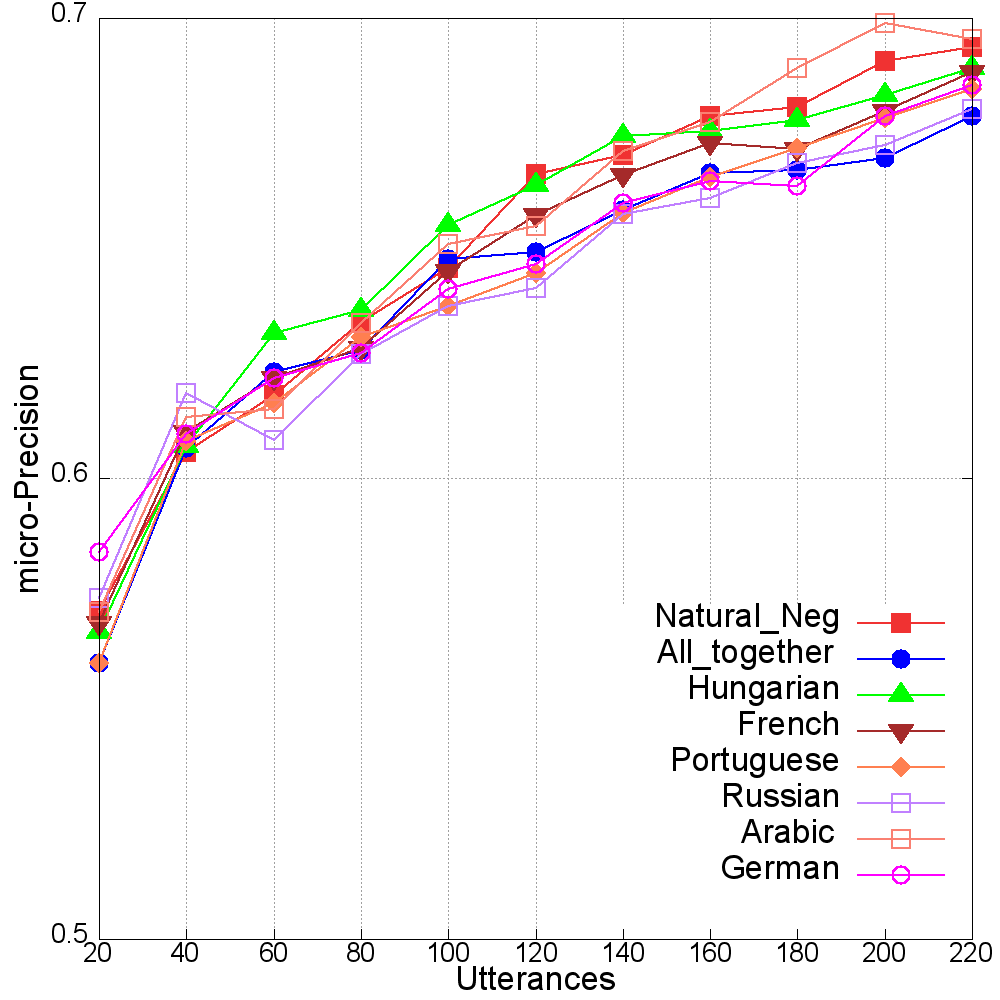 0.7
0.6
0.5
micro-Precision
Natural_Neg
All_together
Hungarian
French
Portuguese
Russian
Arabic
German
20 40 60 80 100 120 140 160 180 200 220
Utterances